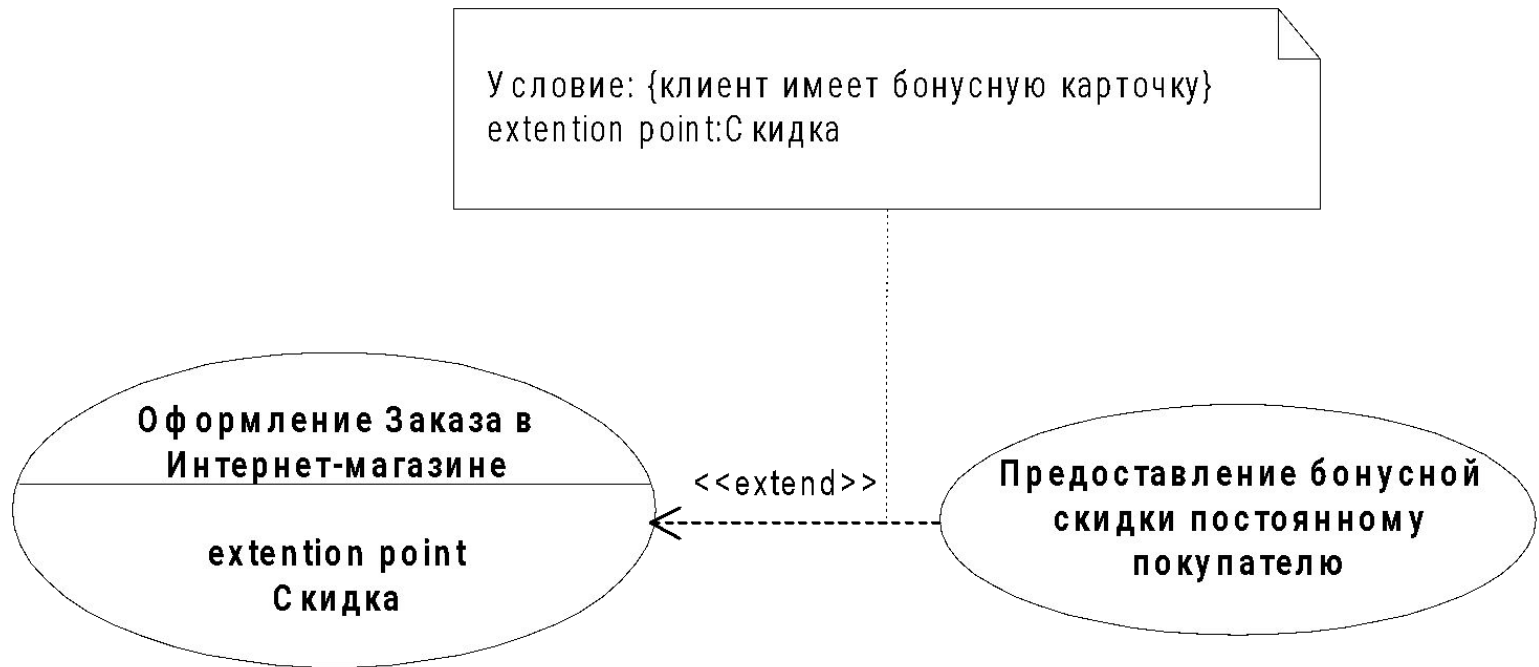 Условие: {клиент имеет бонусную карточку}
extention point:Скидка
Оформление Заказа в
Интернет-магазине
extention point
Скидка
<<extend>>
Предоставление бонусной
скидки постоянному
покупателю